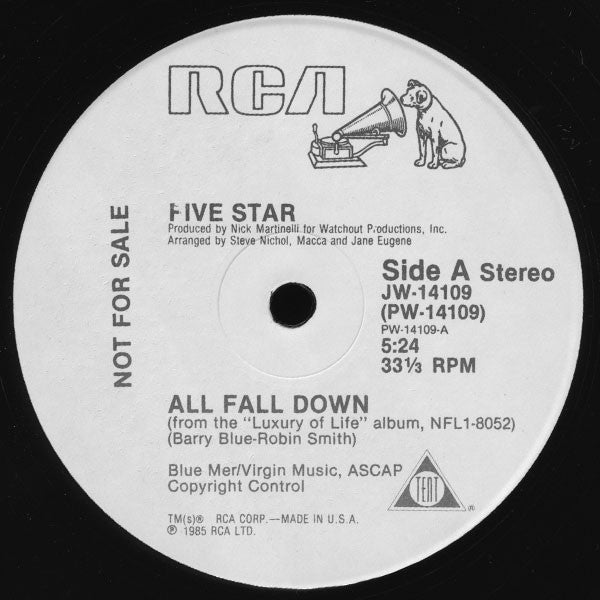 RCA
FIVE STAR
Produced by Nick Martinelli for Watchout Productions, Inc.
Arranged by Steve Nichol, Macca and Jane Eugene
NOT FOR SALE
Side A Stereo
JW-14109
(PW-14109)
PW-14109-A
5:24
33⅓ RPM
ALL FALL DOWN
(from the "Luxury of Life" album, NFL1-8052)
(Barry Blue-Robin Smith)
Blue Mer/Virgin Music, ASCAP
Copyright Control
TENT
®
TM(s)® RCA CORP.—MADE IN U.S.A.
℗ 1985 RCA LTD.